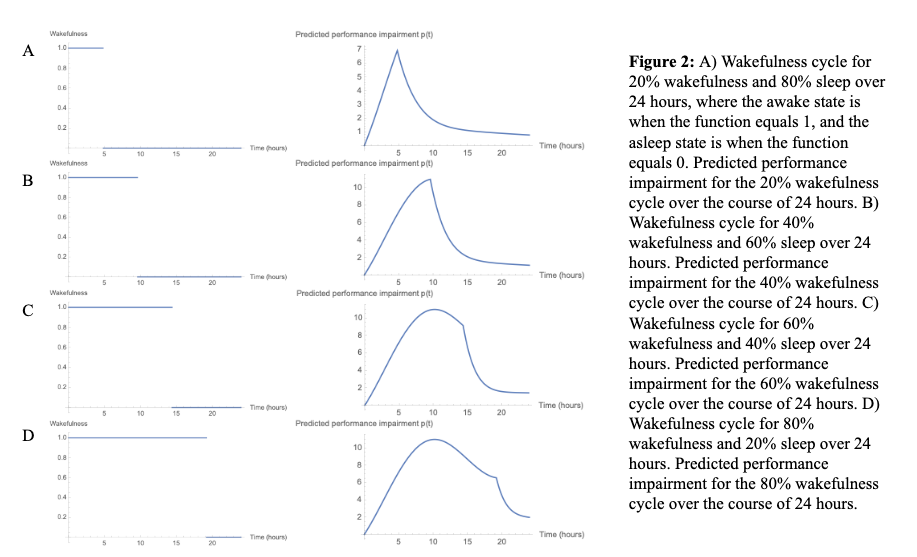 Wakefulness
Predicted performance impairment p(t)
A
1.0
0.8
0.6
0.4
0.2
5
10
15
20
Time (hours)
7
6
5
4
3
2
1
5
10
15
20
Time (hours)
Wakefulness
Predicted performance impairment p(t)
B
1.0
0.8
0.6
0.4
0.2
5
10
15
20
Time (hours)
10
8
6
4
2
5
10
15
20
Time (hours)
Wakefulness
Predicted performance impairment p(t)
C
1.0
0.8
0.6
0.4
0.2
5
10
15
20
Time (hours)
10
8
6
4
2
5
10
15
20
Time (hours)
Wakefulness
Predicted performance impairment p(t)
D
1.0
0.8
0.6
0.4
0.2
5
10
15
20
Time (hours)
10
8
6
4
2
5
10
15
20
Time (hours)
Figure 2: A) Wakefulness cycle for
20% wakefulness and 80% sleep over
24 hours, where the awake state is
when the function equals 1, and the
asleep state is when the function
equals 0. Predicted performance
impairment for the 20% wakefulness
cycle over the course of 24 hours. B)
Wakefulness cycle for 40%
wakefulness and 60% sleep over 24
hours. Predicted performance
impairment for the 40% wakefulness
cycle over the course of 24 hours. C)
Wakefulness cycle for 60%
wakefulness and 40% sleep over 24
hours. Predicted performance
impairment for the 60% wakefulness
cycle over the course of 24 hours. D)
Wakefulness cycle for 80%
wakefulness and 20% sleep over 24
hours. Predicted performance
impairment for the 80% wakefulness
cycle over the course of 24 hours.